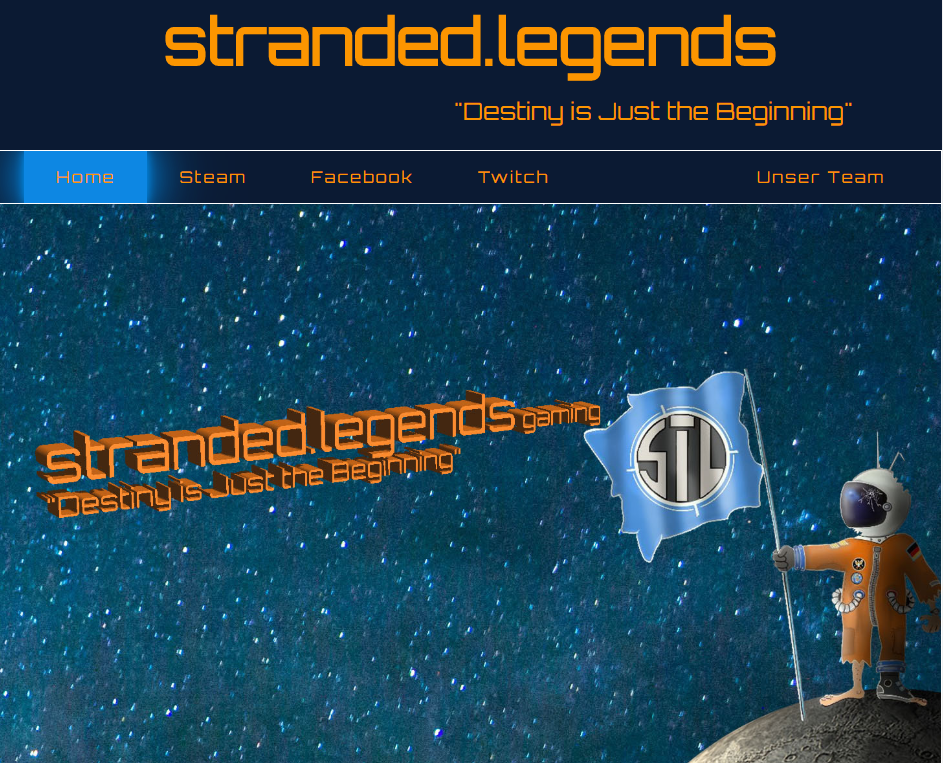 stranded.legends
"Destiny is Just the Beginning"
Home Steam Facebook Twitch Unser Team
stranded.legends gaming
"Destiny is Just the Beginning"
STL